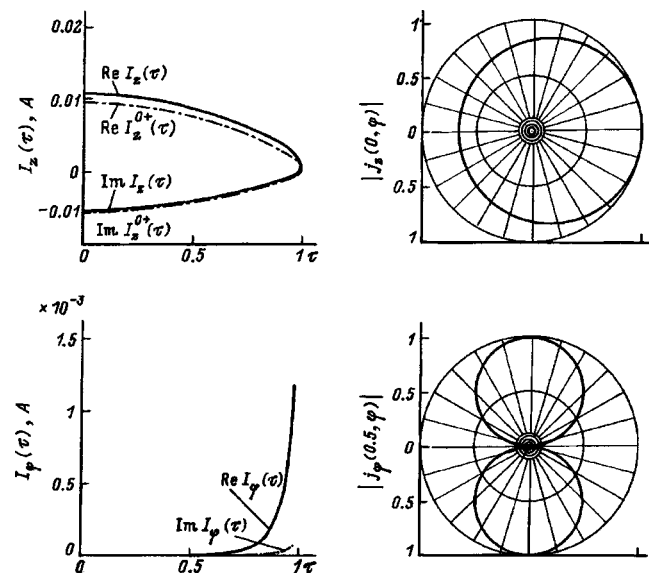 0.02
I_z(τ), A
Re I_z(τ)
0.01
Re I_z^{0+}(τ)
0
Im I_z(τ)
-0.01
Im I_z^{0+}(τ)
0
0.5
1 τ
|j_z(0, φ)|
1
0.5
0
0.5
1
× 10⁻³
I_φ(τ), A
1.5
1
0.5
0
Re I_φ(τ)
Im I_φ(τ)
0
0.5
1 τ
|j_φ(0.5, φ)|
1
0.5
0
0.5
1